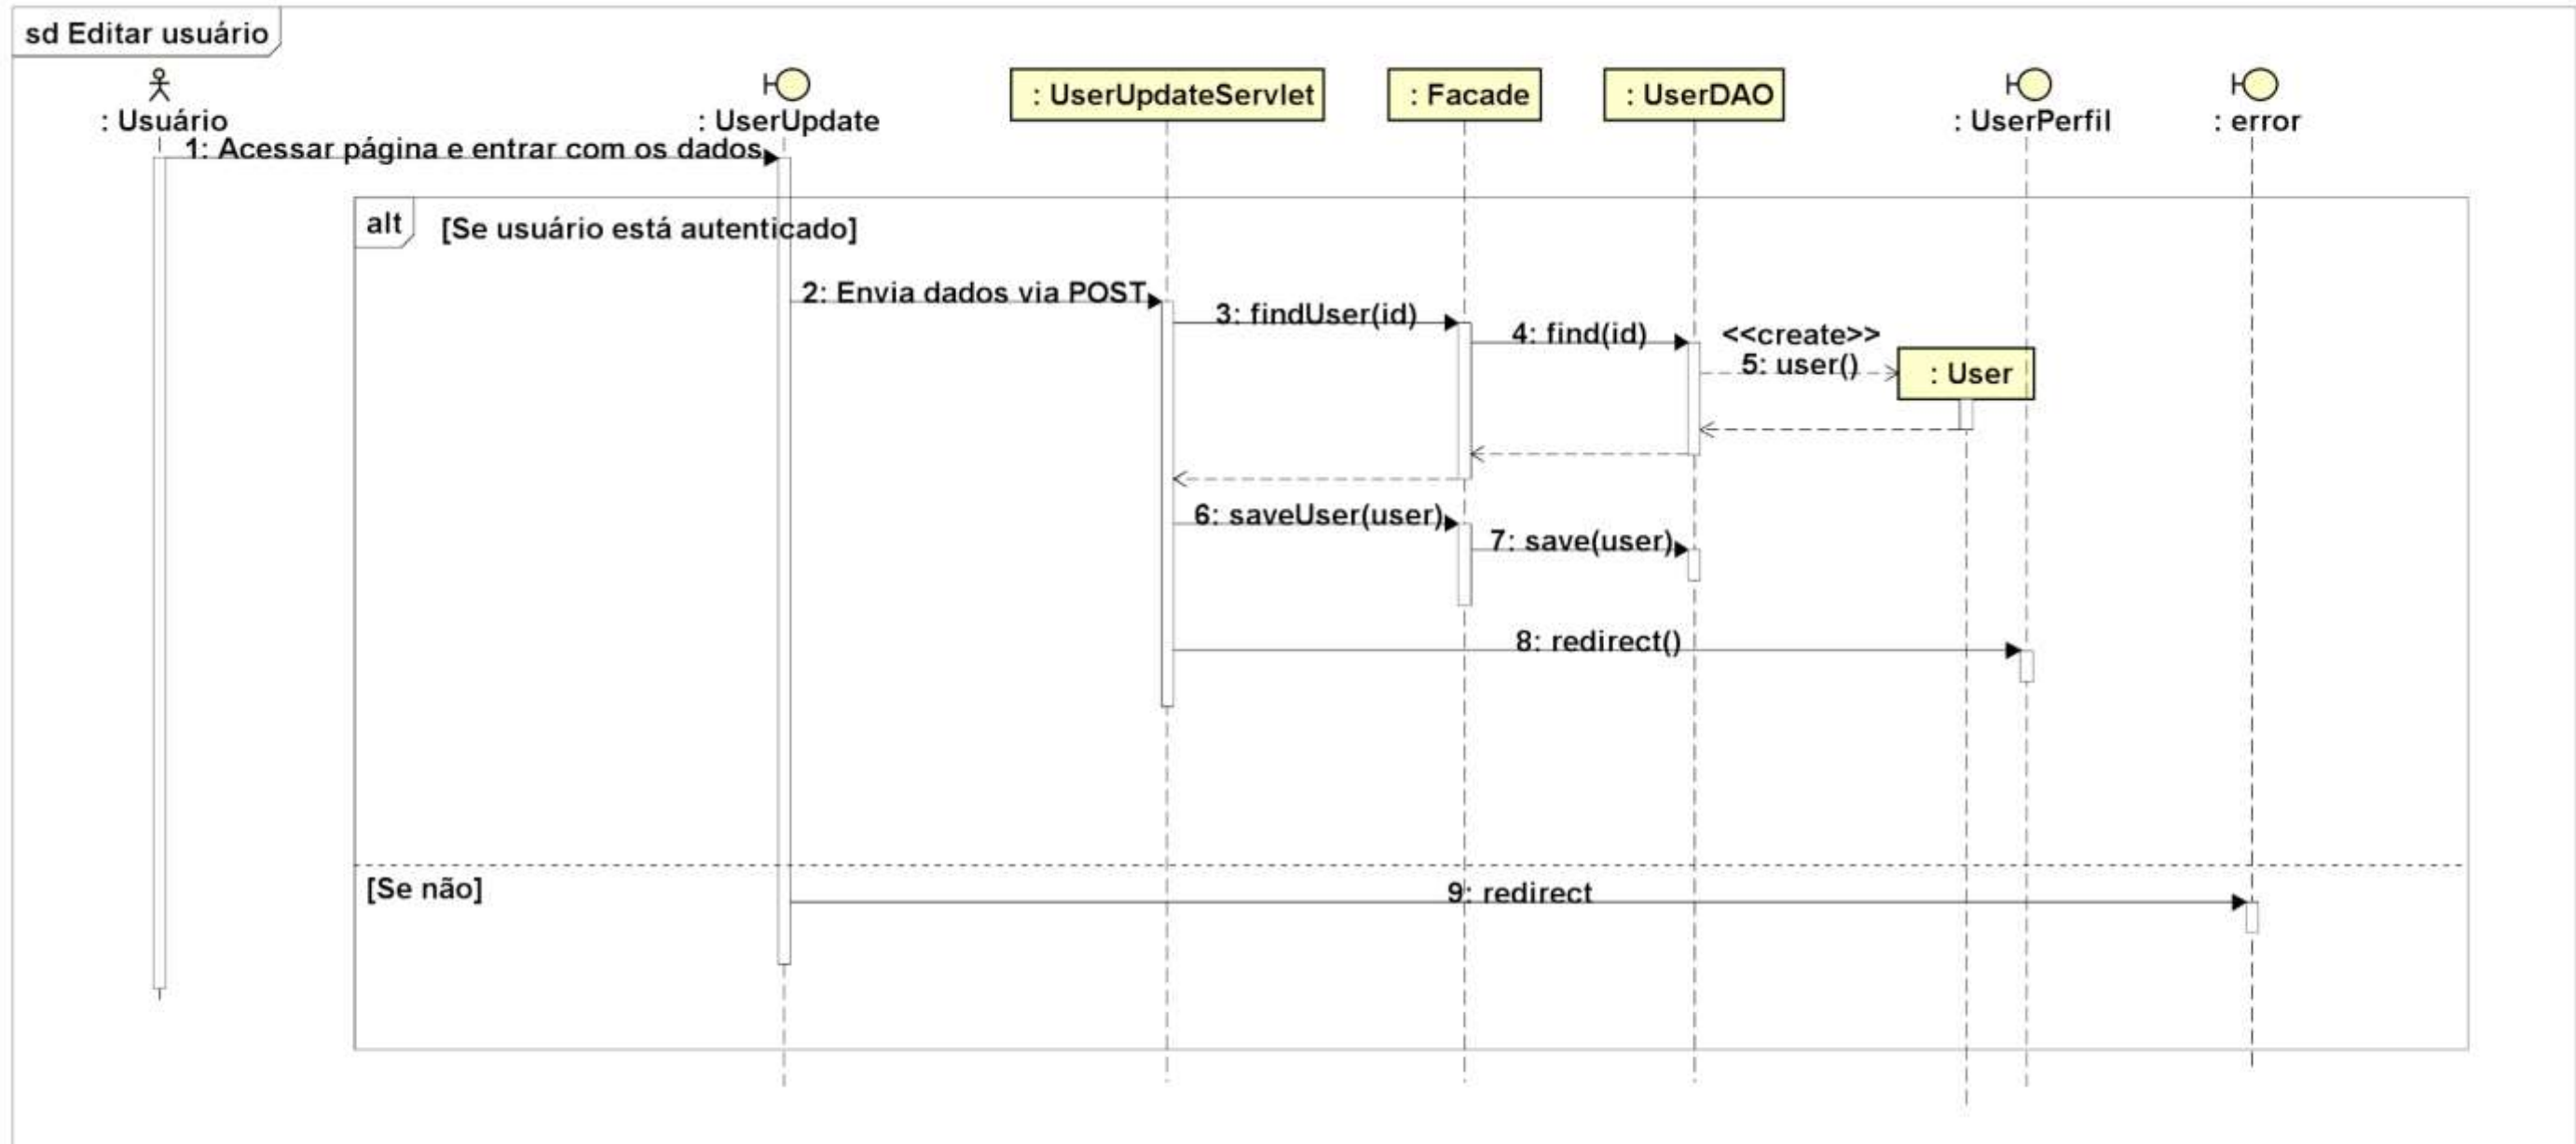 sd Editar usuário
: Usuário
: UserUpdate
: UserUpdateServlet
: Facade
: UserDAO
: UserPerfil
: error
1: Acessar página e entrar com os dados
alt
[Se usuário está autenticado]
2: Envia dados via POST
3: findUser(id)
4: find(id)
<<create>>
5: user()
: User
6: saveUser(user)
7: save(user)
8: redirect()
[Se não]
9: redirect